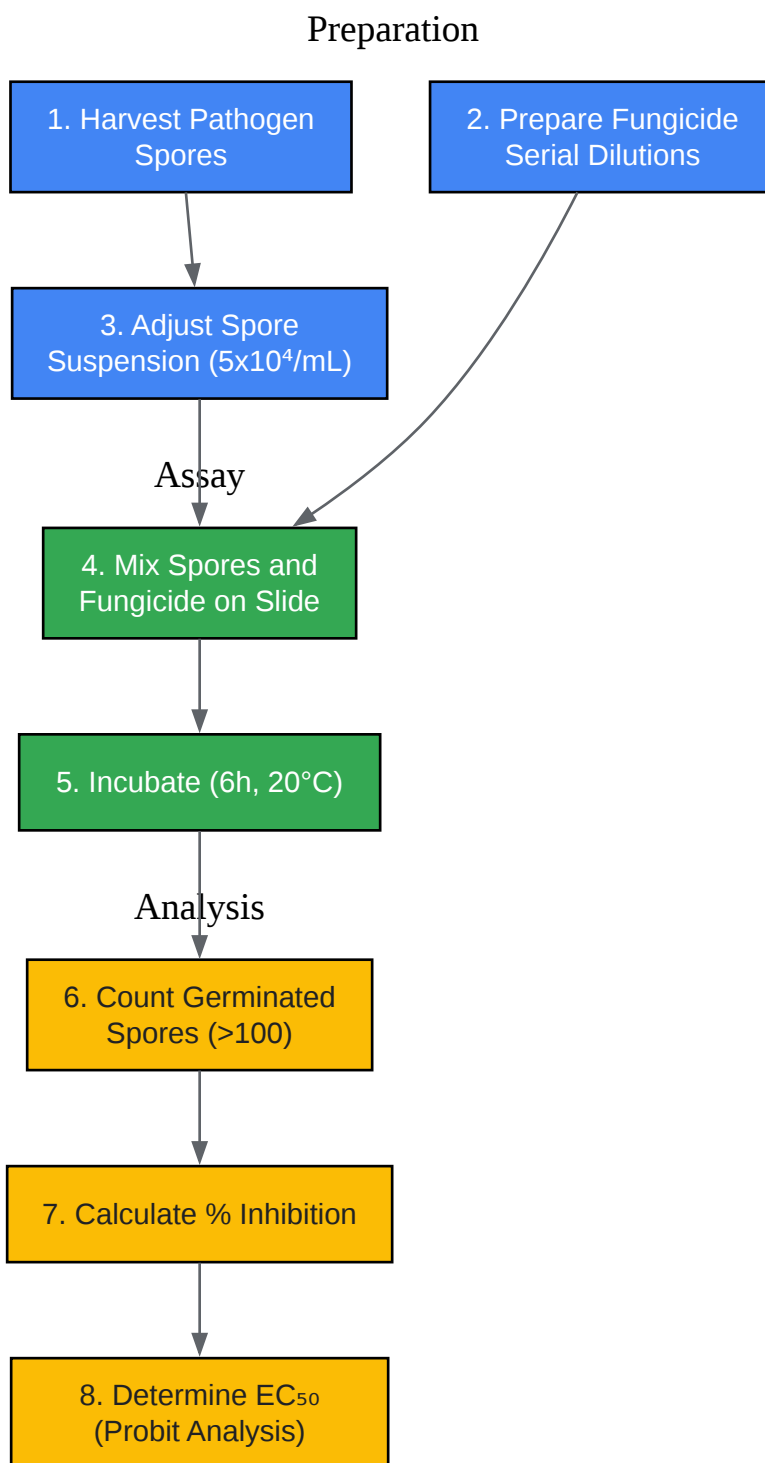 Preparation
1. Harvest Pathogen
Spores
2. Prepare Fungicide
Serial Dilutions
3. Adjust Spore
Suspension (5x10⁴/mL)
Assay
4. Mix Spores and
Fungicide on Slide
5. Incubate (6h, 20°C)
Analysis
6. Count Germinated
Spores (>100)
7. Calculate % Inhibition
8. Determine EC₅₀
(Probit Analysis)